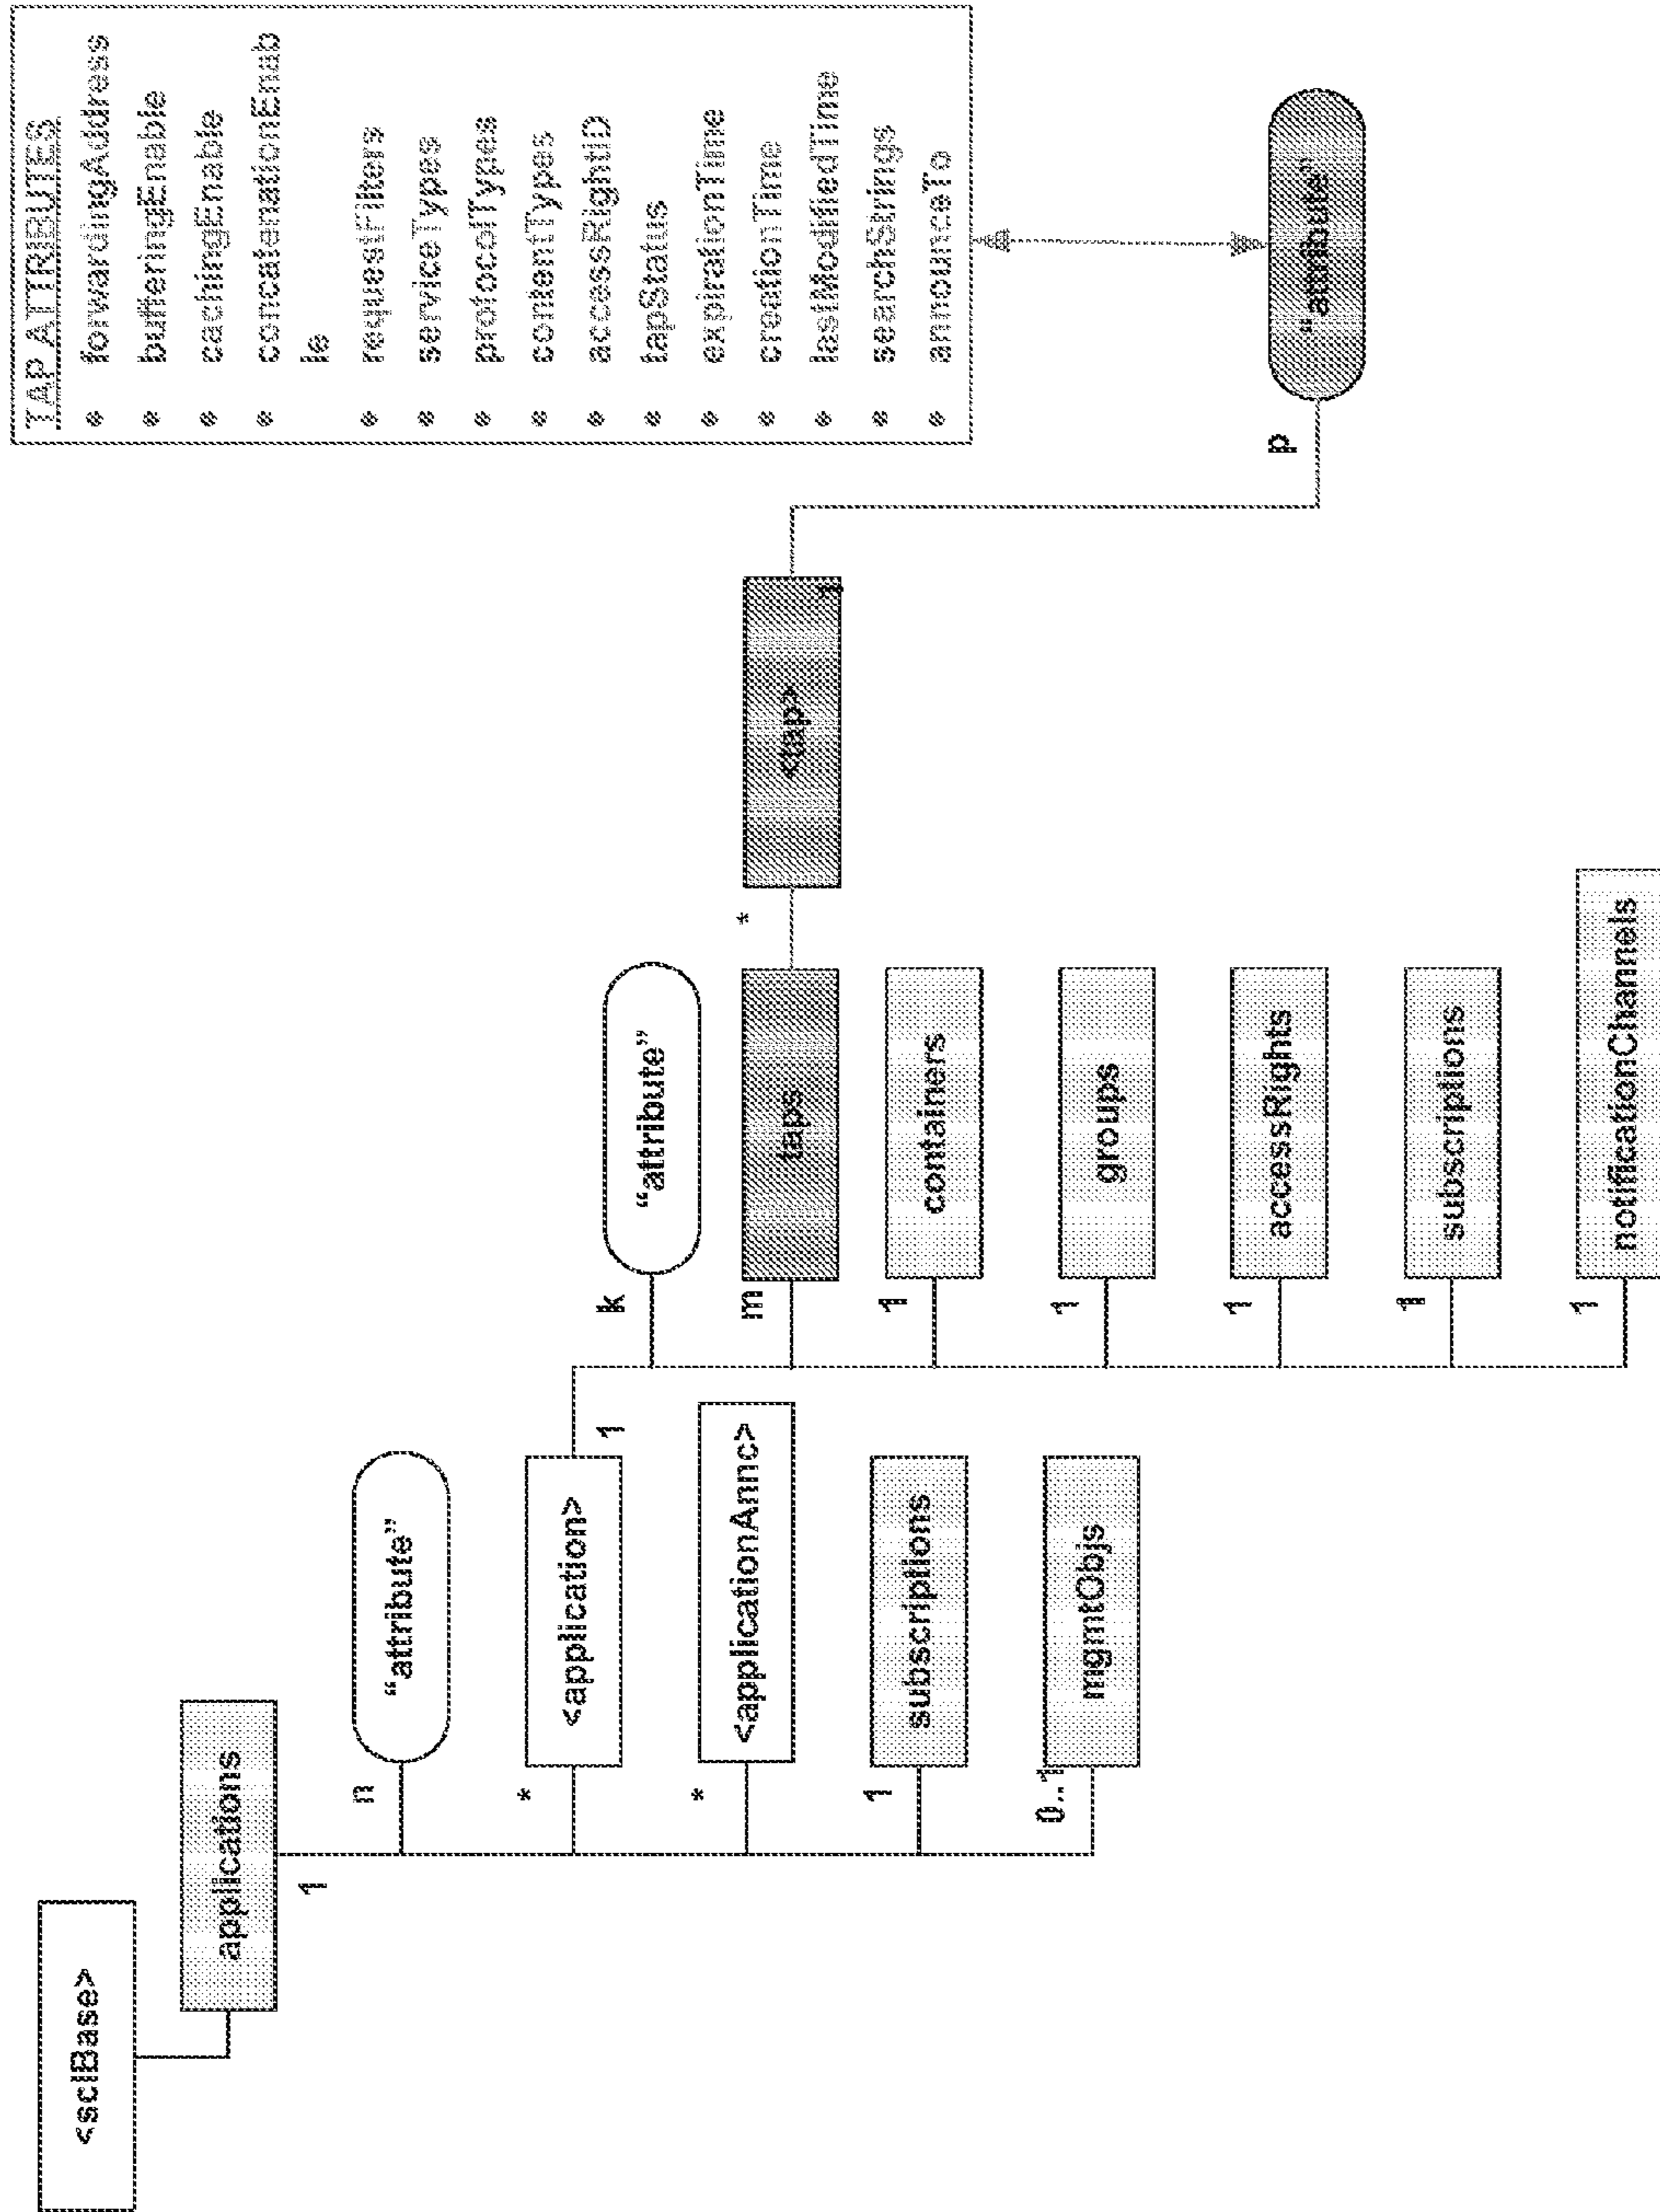 <sclBase>
applications
1
n
"attribute"
*
<application>
1
*
<applicationAnnc>
1
subscriptions
0..1
mgmtObjs
k
“attribute”
m
taps
*
<tap>
1
1
containers
1
groups
1
accessRights
1
subscriptions
1
notificationChannels
p
“attribute”
TAP ATTRIBUTES
• forwardingAddress
• bufferingEnable
• cachingEnable
• concatenationEnab
le
• requestFilters
• serviceTypes
• protocolTypes
• contentTypes
• accessRightID
• tapStatus
• expirationTime
• creationTime
• lastModifiedTime
• searchStrings
• announceTo